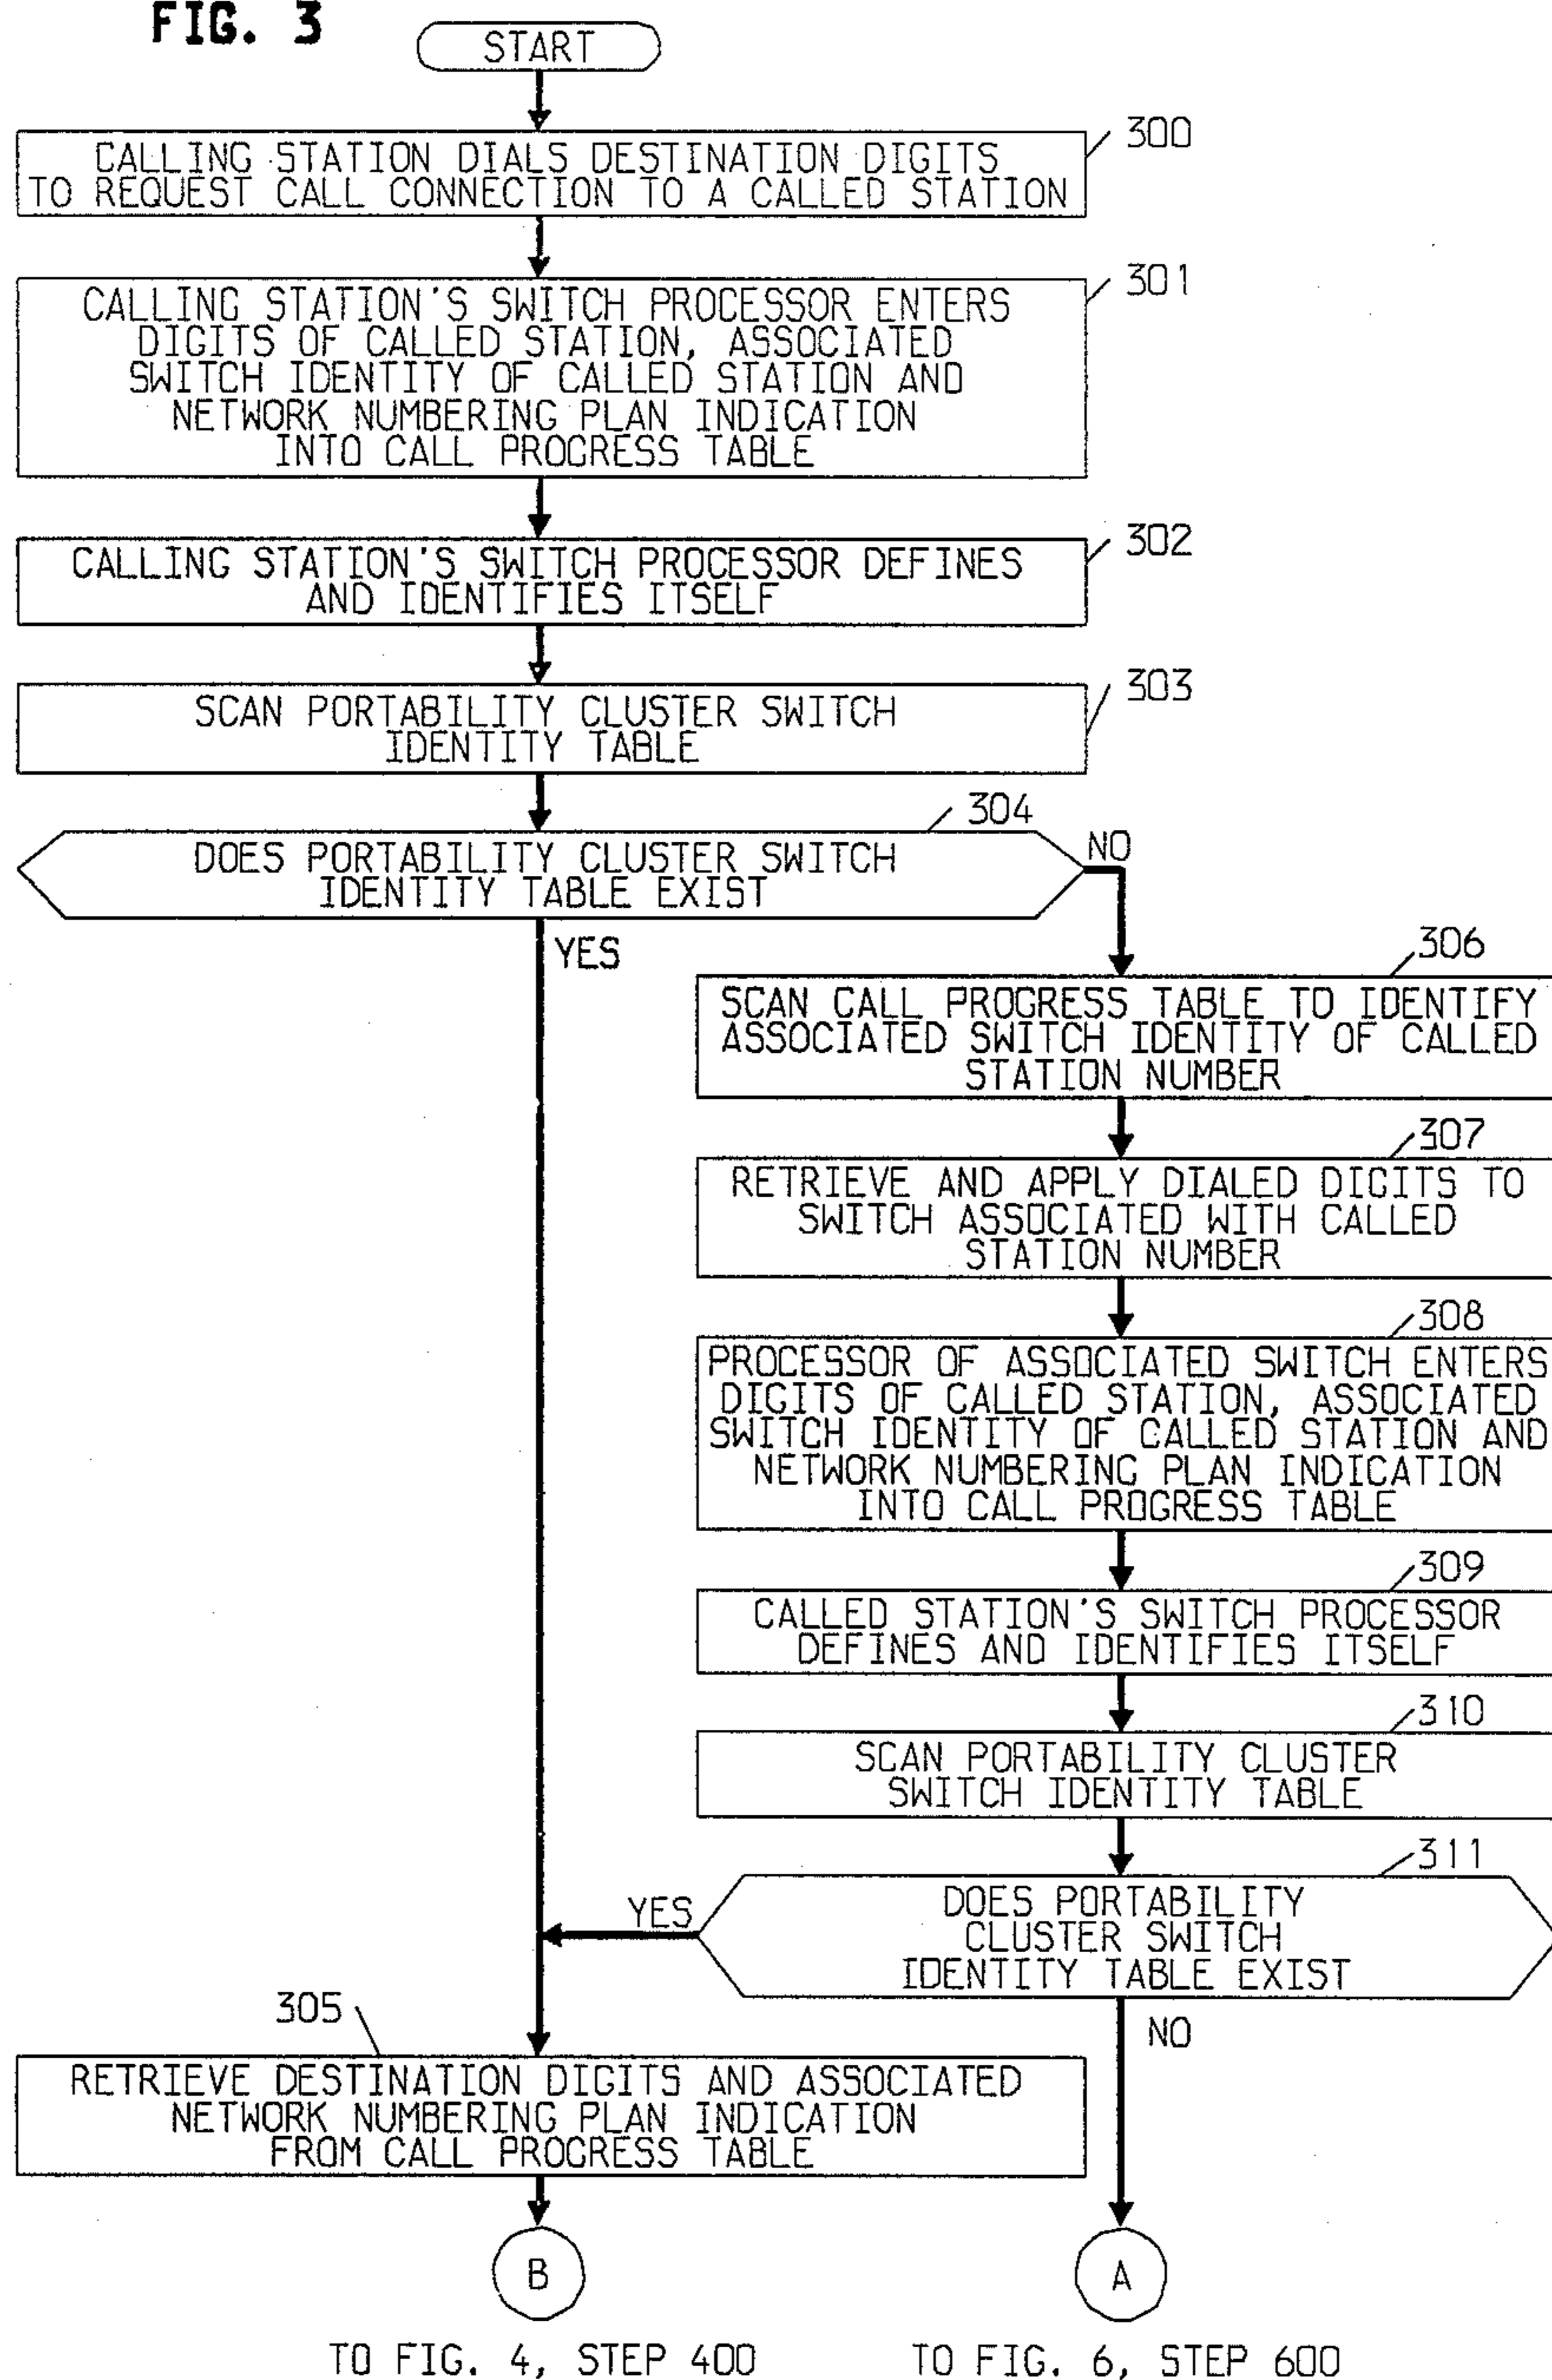 FIG. 3
START
300
CALLING STATION DIALS DESTINATION DIGITS
TO REQUEST CALL CONNECTION TO A CALLED STATION
301
CALLING STATION'S SWITCH PROCESSOR ENTERS
DIGITS OF CALLED STATION, ASSOCIATED
SWITCH IDENTITY OF CALLED STATION AND
NETWORK NUMBERING PLAN INDICATION
INTO CALL PROGRESS TABLE
302
CALLING STATION'S SWITCH PROCESSOR DEFINES
AND IDENTIFIES ITSELF
303
SCAN PORTABILITY CLUSTER SWITCH
IDENTITY TABLE
304
DOES PORTABILITY CLUSTER SWITCH
IDENTITY TABLE EXIST
NO
YES
306
SCAN CALL PROGRESS TABLE TO IDENTIFY
ASSOCIATED SWITCH IDENTITY OF CALLED
STATION NUMBER
307
RETRIEVE AND APPLY DIALED DIGITS TO
SWITCH ASSOCIATED WITH CALLED
STATION NUMBER
308
PROCESSOR OF ASSOCIATED SWITCH ENTERS
DIGITS OF CALLED STATION, ASSOCIATED
SWITCH IDENTITY OF CALLED STATION AND
NETWORK NUMBERING PLAN INDICATION
INTO CALL PROGRESS TABLE
309
CALLED STATION'S SWITCH PROCESSOR
DEFINES AND IDENTIFIES ITSELF
310
SCAN PORTABILITY CLUSTER
SWITCH IDENTITY TABLE
311
DOES PORTABILITY
CLUSTER SWITCH
IDENTITY TABLE EXIST
YES
NO
305
RETRIEVE DESTINATION DIGITS AND ASSOCIATED
NETWORK NUMBERING PLAN INDICATION
FROM CALL PROGRESS TABLE
B
A
TO FIG. 4, STEP 400
TO FIG. 6, STEP 600